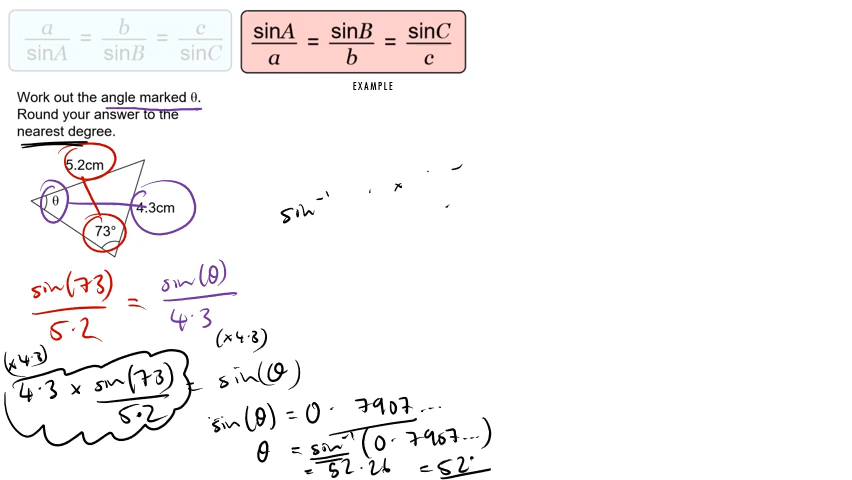 a/sinA = b/sinB = c/sinC
sinA/a = sinB/b = sinC/c
EXAMPLE
Work out the angle marked θ.
Round your answer to the
nearest degree.
5.2cm
θ
4.3cm
73°
sin⁻¹
sin(73)/5.2 = sin(θ)/4.3
(×4.3) (×4.3)
4.3 × sin(73)/5.2 = sin(θ)
sin(θ) = 0.7907...
θ = sin⁻¹(0.7907...)
= 52.26 = 52°